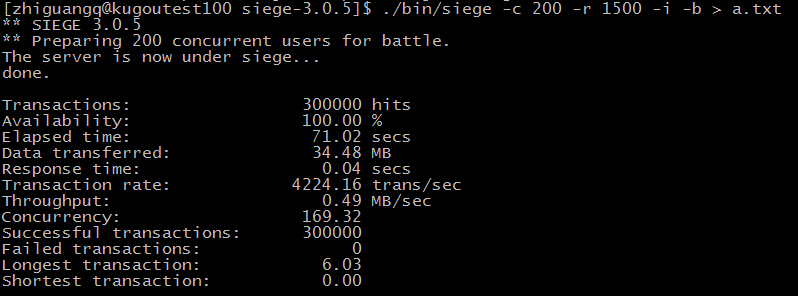 [zhiguangq@kugoutest100 siege-3.0.5]$ ./bin/siege -c 200 -r 1500 -i -b > a.txt
** SIEGE 3.0.5
** Preparing 200 concurrent users for battle.
The server is now under siege...
done.
Transactions: 300000 hits
Availability: 100.00 %
Elapsed time: 71.02 secs
Data transferred: 34.48 MB
Response time: 0.04 secs
Transaction rate: 4224.16 trans/sec
Throughput: 0.49 MB/sec
Concurrency: 169.32
Successful transactions: 300000
Failed transactions: 0
Longest transaction: 6.03
Shortest transaction: 0.00